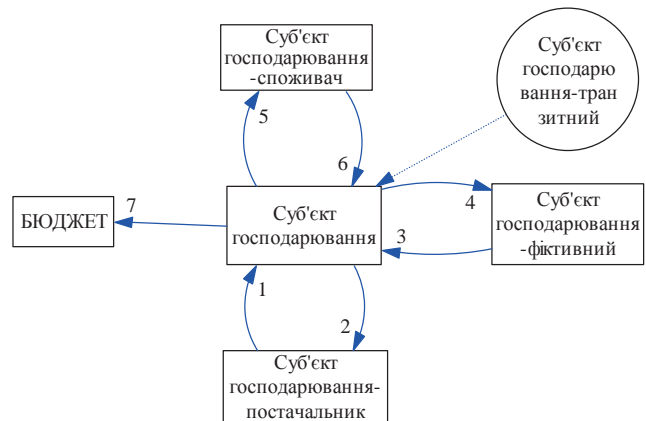 Суб'єкт
господарювання
-споживач
Суб'єкт
господарю
вання-тран
зитний
5
6
БЮДЖЕТ
7
Суб'єкт
господарювання
4
3
Суб'єкт
господарювання
-фіктивний
1
2
Суб'єкт
господарювання-
постачальник